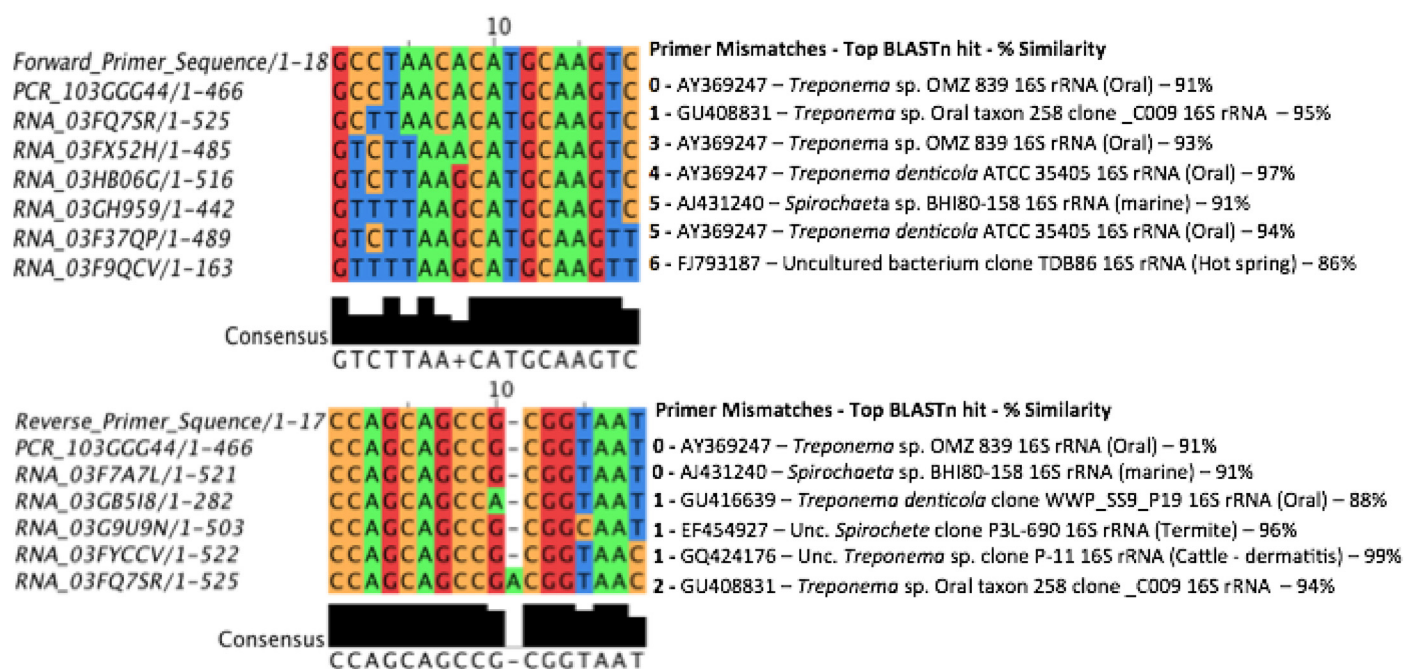 10
Primer Mismatches - Top BLASTn hit - % Similarity
Forward_Primer_Sequence/1-18 GCCTAACACATGCAAGTC
PCR_103GGG44/1-466 GCCTAACACATGCAAGTC 0 - AY369247 – Treponema sp. OMZ 839 16S rRNA (Oral) – 91%
RNA_03FQ7SR/1-525 GCTTAACACATGCAAGTC 1 - GU408831 – Treponema sp. Oral taxon 258 clone _C009 16S rRNA – 95%
RNA_03FX52H/1-485 GTCTTAAACATGCAAGTC 3 - AY369247 – Treponema sp. OMZ 839 16S rRNA (Oral) – 93%
RNA_03HB06G/1-516 GTCTTAAGCATGCAAGTC 4 - AY369247 – Treponema denticola ATCC 35405 16S rRNA (Oral) – 97%
RNA_03GH959/1-442 GTTTTAAGCATGCAAGTC 5 - AJ431240 – Spirochaeta sp. BHI80-158 16S rRNA (marine) – 91%
RNA_03F37QP/1-489 GTCTTAAGCATGCAAGTT 5 - AY369247 – Treponema denticola ATCC 35405 16S rRNA (Oral) – 94%
RNA_03F9QCV/1-163 GTTTTAAGCATGCAAGTT 6 - FJ793187 – Uncultured bacterium clone TDB86 16S rRNA (Hot spring) – 86%
Consensus
GTCTTAA+CATGCAAGTC
10
Primer Mismatches - Top BLASTn hit - % Similarity
Reverse_Primer_Squence/1-17 CCAGCAGCCG-CGGTAAT
PCR_103GGG44/1-466 CCAGCAGCCG-CGGTAAT 0 - AY369247 – Treponema sp. OMZ 839 16S rRNA (Oral) – 91%
RNA_03F7A7L/1-521 CCAGCAGCCG-CGGTAAT 0 - AJ431240 – Spirochaeta sp. BHI80-158 16S rRNA (marine) – 91%
RNA_03GB5I8/1-282 CCAGCAGCCA-CGGTAAT 1 - GU416639 – Treponema denticola clone WWP_SS9_P19 16S rRNA (Oral) – 88%
RNA_03G9U9N/1-503 CCAGCAGCCG-CGGCAAT 1 - EF454927 – Unc. Spirochete clone P3L-690 16S rRNA (Termite) – 96%
RNA_03FYCCV/1-522 CCAGCAGCCG-CGGTAAC 1 - GQ424176 – Unc. Treponema sp. clone P-11 16S rRNA (Cattle - dermatitis) – 99%
RNA_03FQ7SR/1-525 CCAGCAGCCGACGGTAAC 2 - GU408831 – Treponema sp. Oral taxon 258 clone _C009 16S rRNA – 94%
Consensus
CCAGCAGCCG-CGGTAAT